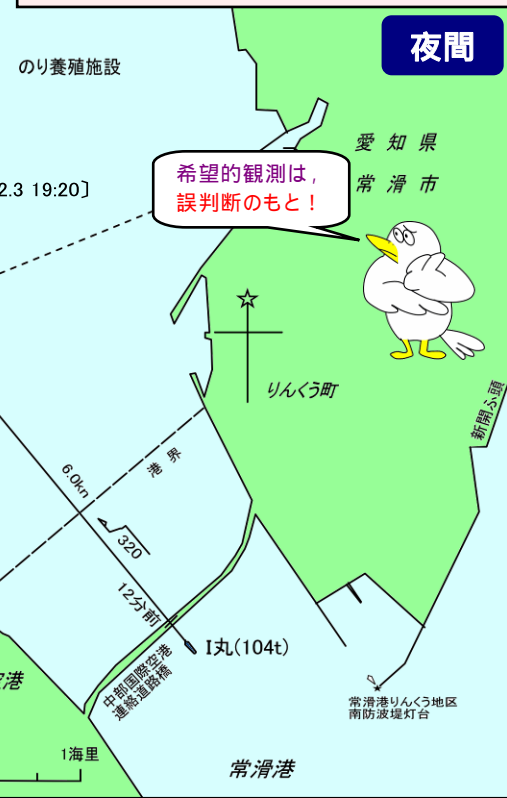 夜間
のり養殖施設
愛知県
常滑市
2.3 19:20〕
希望的観測は，
誤判断のもと！
りんくう町
新開ふ頭
港界
6.0kn
320
12分前
I丸(104t)
中部国際空港
連絡道路橋
港
常滑港りんくう地区
南防波堤灯台
1海里
常滑港